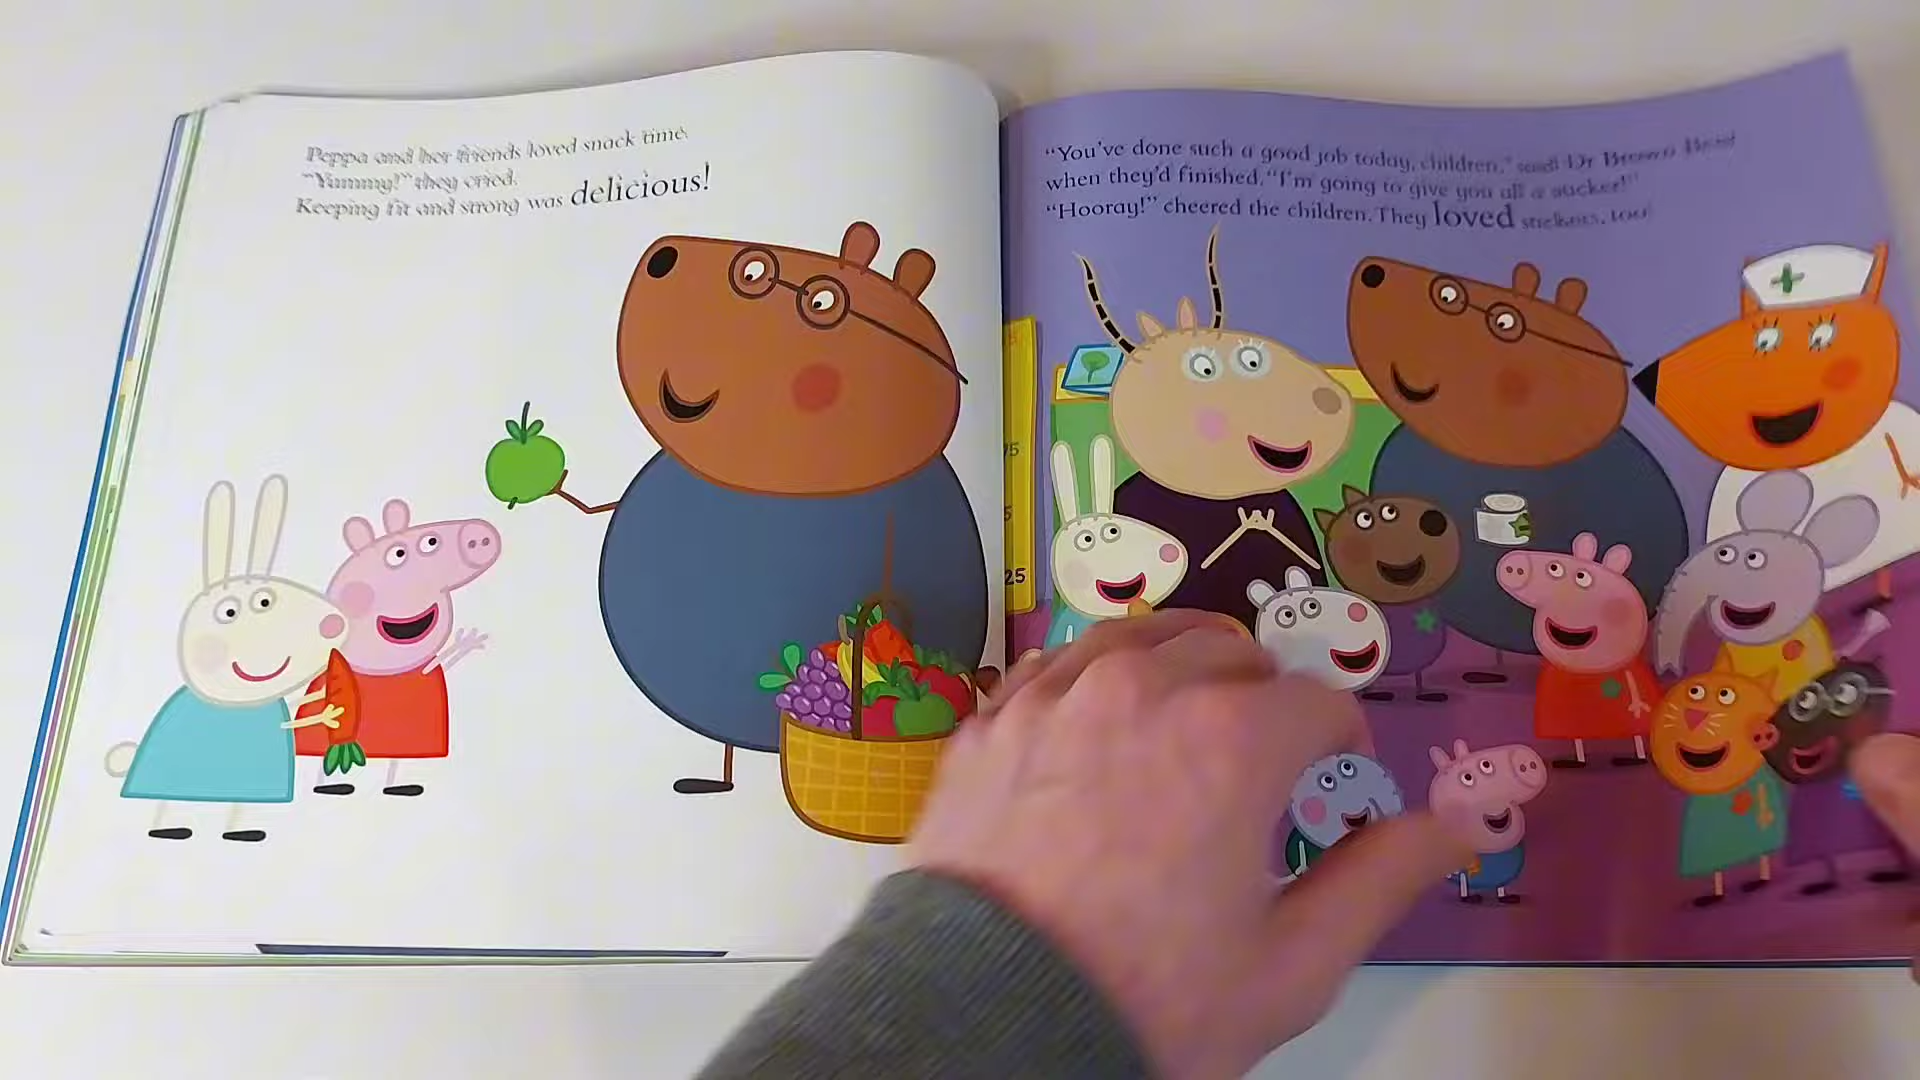 Peppa and her friends loved snack time.
"Yummy!" they cried.
Keeping fit and strong was delicious!
"You've done such a good job today, children," said Dr Brown Bear
when they'd finished. "I'm going to give you all a sticker!"
"Hooray!" cheered the children. They loved stickers, too!
75
25